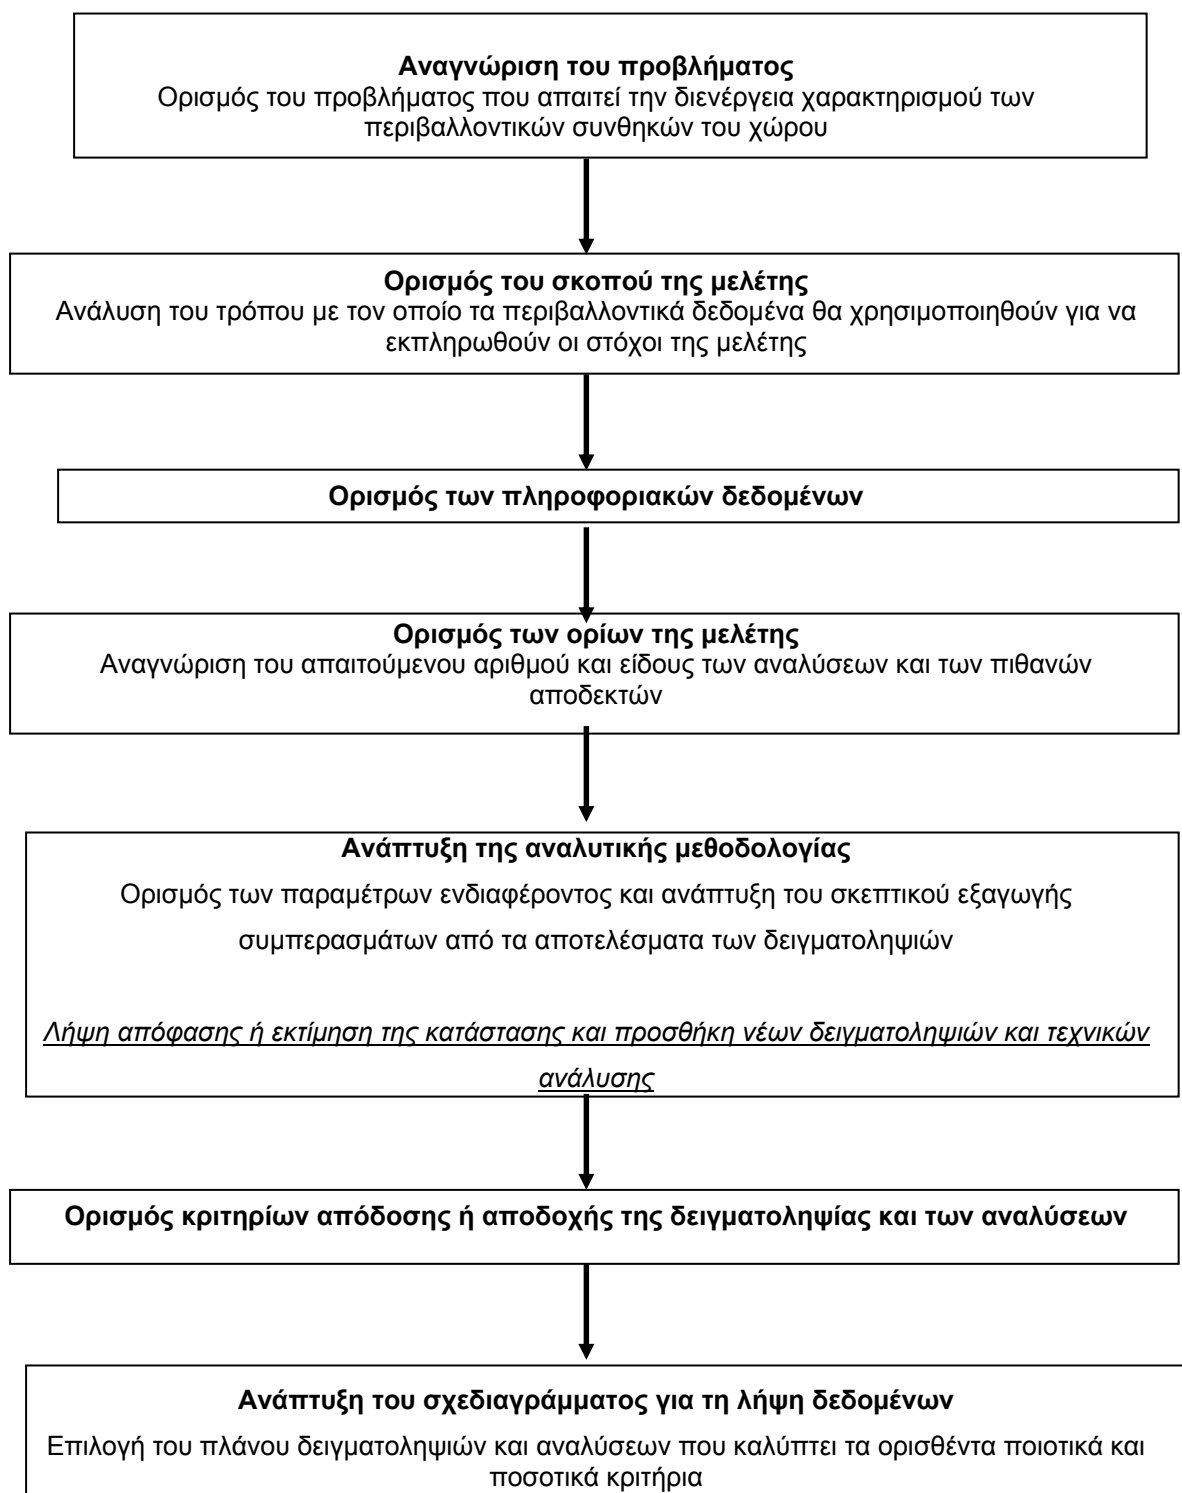 Αναγνώριση του προβλήματος
Ορισμός του προβλήματος που απαιτεί την διενέργεια χαρακτηρισμού των
περιβαλλοντικών συνθηκών του χώρου
Ορισμός του σκοπού της μελέτης
Ανάλυση του τρόπου με τον οποίο τα περιβαλλοντικά δεδομένα θα χρησιμοποιηθούν για να
εκπληρωθούν οι στόχοι της μελέτης
Ορισμός των πληροφοριακών δεδομένων
Ορισμός των ορίων της μελέτης
Αναγνώριση του απαιτούμενου αριθμού και είδους των αναλύσεων και των πιθανών
αποδεκτών
Ανάπτυξη της αναλυτικής μεθοδολογίας
Ορισμός των παραμέτρων ενδιαφέροντος και ανάπτυξη του σκεπτικού εξαγωγής
συμπερασμάτων από τα αποτελέσματα των δειγματοληψιών
Λήψη απόφασης ή εκτίμηση της κατάστασης και προσθήκη νέων δειγματοληψιών και τεχνικών
ανάλυσης
Ορισμός κριτηρίων απόδοσης ή αποδοχής της δειγματοληψίας και των αναλύσεων
Ανάπτυξη του σχεδιαγράμματος για τη λήψη δεδομένων
Επιλογή του πλάνου δειγματοληψιών και αναλύσεων που καλύπτει τα ορισθέντα ποιοτικά και
ποσοτικά κριτήρια